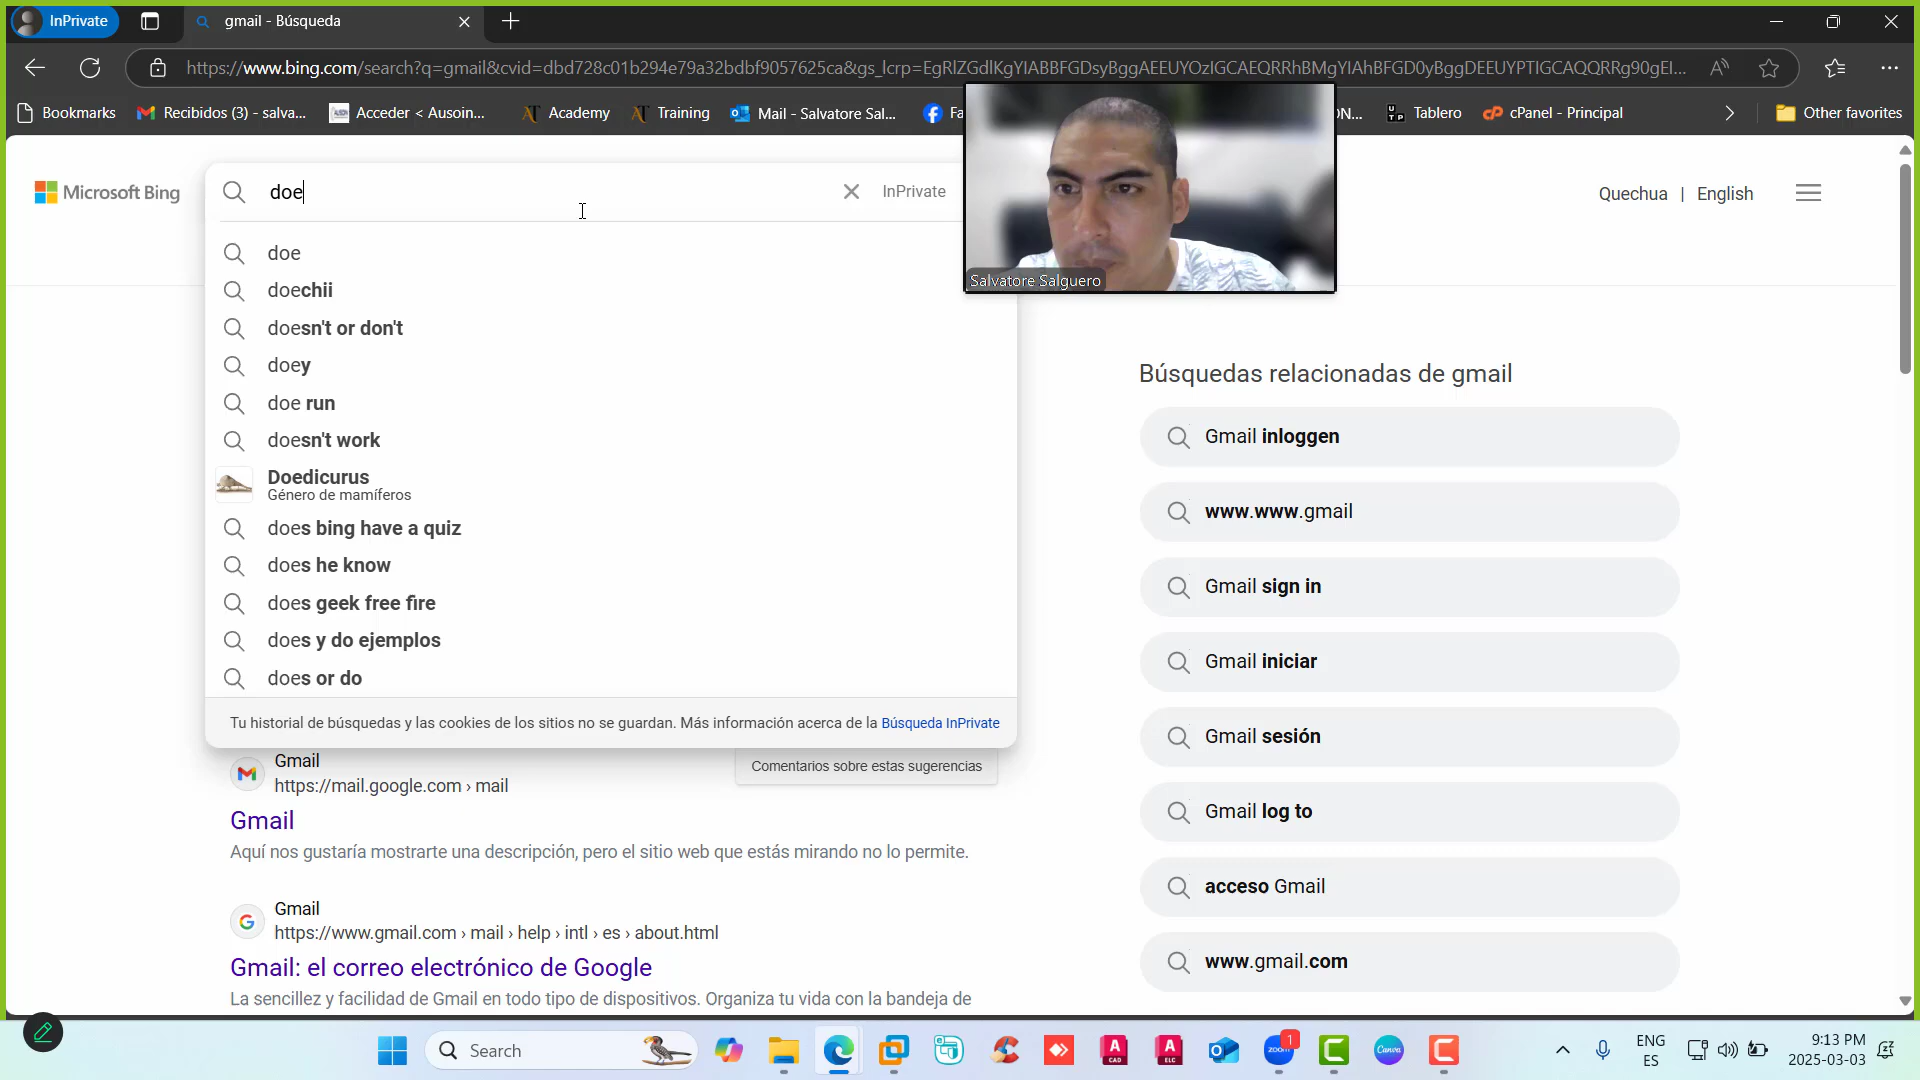 InPrivate
gmail - Búsqueda
https://www.bing.com/search?q=gmail&cvid=dbd728c01b294e79a32bdbf9057625ca&gs_lcrp=EgRlZGdlKgYIABBFGDsyBggAEEUYOzIGCAEQRRhBMgYIAhBFGD0yBggDEEUYPTIGCAQQRRg90gEI...
Bookmarks
Recibidos (3) - salva...
Acceder < Ausoin...
Academy
Training
Mail - Salvatore Sal...
Fa
ON...
Tablero
cPanel - Principal
Other favorites
Microsoft Bing
doe
InPrivate
Quechua | English
Salvatore Salguero
doe
doechii
doesn't or don't
doey
doe run
doesn't work
Doedicurus
Género de mamíferos
does bing have a quiz
does he know
does geek free fire
does y do ejemplos
does or do
Tu historial de búsquedas y las cookies de los sitios no se guardan. Más información acerca de la Búsqueda InPrivate
Comentarios sobre estas sugerencias
Gmail
https://mail.google.com › mail
Gmail
Aquí nos gustaría mostrarte una descripción, pero el sitio web que estás mirando no lo permite.
Gmail
https://www.gmail.com › mail › help › intl › es › about.html
Gmail: el correo electrónico de Google
La sencillez y facilidad de Gmail en todo tipo de dispositivos. Organiza tu vida con la bandeja de
Búsquedas relacionadas de gmail
Gmail inloggen
www.www.gmail
Gmail sign in
Gmail iniciar
Gmail sesión
Gmail log to
acceso Gmail
www.gmail.com
Search
A CAD
A ELC
zoom
1
Canva
ENG
ES
9:13 PM
2025-03-03